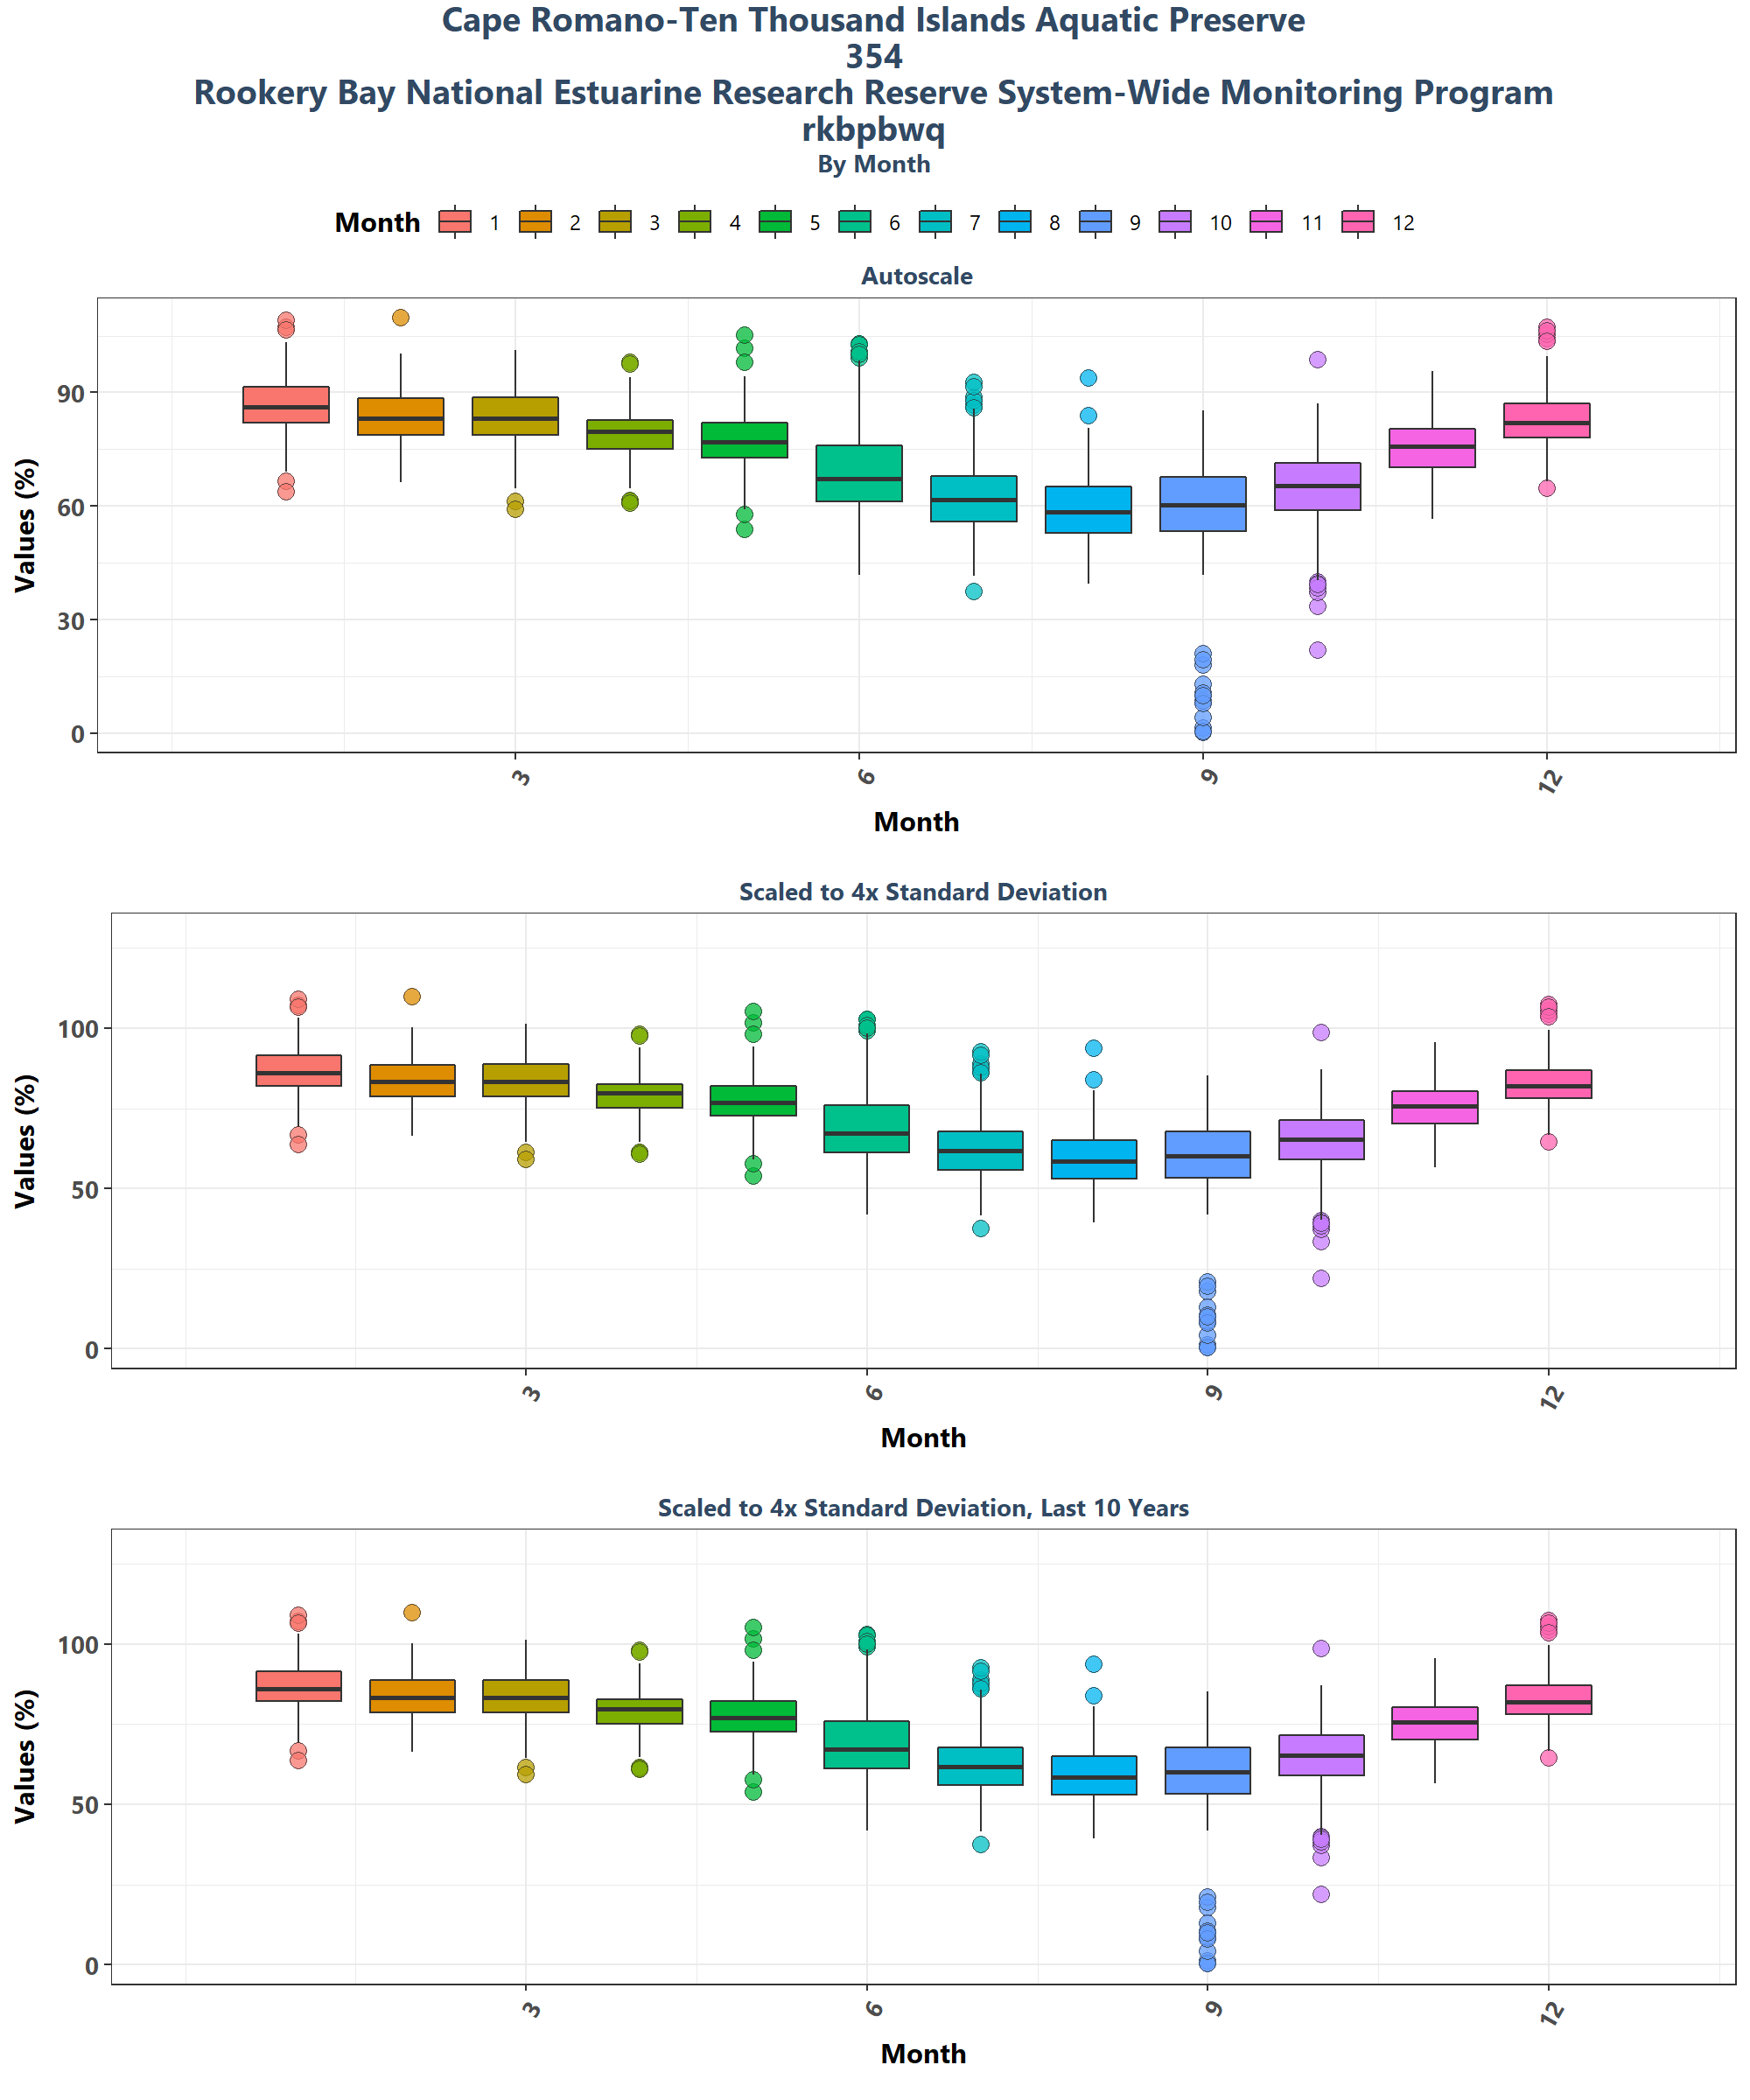 Cape Romano-Ten Thousand Islands Aquatic Preserve
354
Rookery Bay National Estuarine Research Reserve System-Wide Monitoring Program
rkbpbwq
By Month
Month 1 2 3 4 5 6 7 8 9 10 11 12
Autoscale
Values (%)
90
60
30
0
3 6 9 12
Month
Scaled to 4x Standard Deviation
Values (%)
100
50
0
3 6 9 12
Month
Scaled to 4x Standard Deviation, Last 10 Years
Values (%)
100
50
0
3 6 9 12
Month